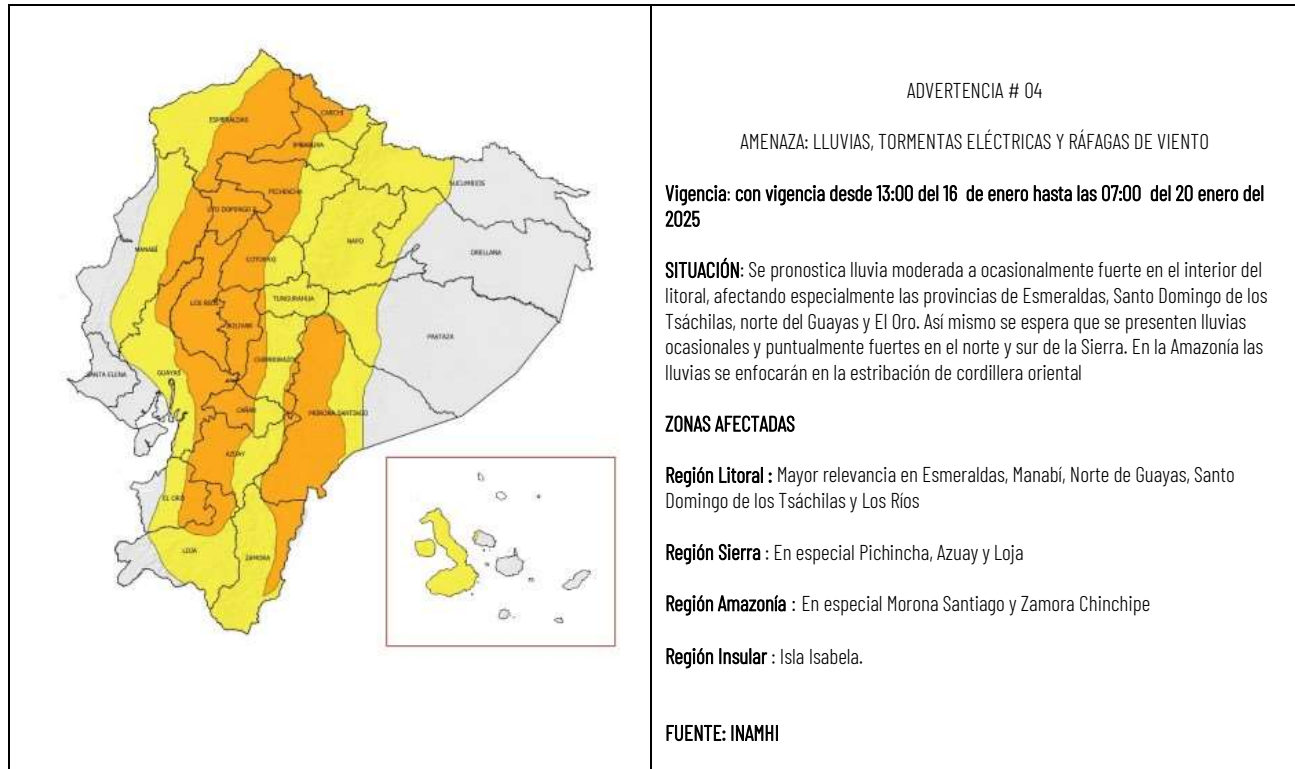 ESMERALDAS
CARCHI
IMBABURA
SUCUMBIOS
PICHINCHA
STO DOMINGO D
NAPO
ORELLANA
MANABÍ
COTOPAXI
LOS RÍOS
TUNGURAHUA
BOLIVAR
PASTAZA
CHIMBORAZO
SANTA ELENA
GUAYAS
CAÑAR
MORONA SANTIAGO
AZUAY
EL ORO
LOJA
ZAMORA
ADVERTENCIA # 04
AMENAZA: LLUVIAS, TORMENTAS ELÉCTRICAS Y RÁFAGAS DE VIENTO
Vigencia: con vigencia desde 13:00 del 16 de enero hasta las 07:00 del 20 enero del
2025
SITUACIÓN: Se pronostica lluvia moderada a ocasionalmente fuerte en el interior del
litoral, afectando especialmente las provincias de Esmeraldas, Santo Domingo de los
Tsáchilas, norte del Guayas y El Oro. Así mismo se espera que se presenten lluvias
ocasionales y puntualmente fuertes en el norte y sur de la Sierra. En la Amazonía las
lluvias se enfocarán en la estribación de cordillera oriental
ZONAS AFECTADAS
Región Litoral : Mayor relevancia en Esmeraldas, Manabí, Norte de Guayas, Santo
Domingo de los Tsáchilas y Los Ríos
Región Sierra : En especial Pichincha, Azuay y Loja
Región Amazonía : En especial Morona Santiago y Zamora Chinchipe
Región Insular : Isla Isabela.
FUENTE: INAMHI